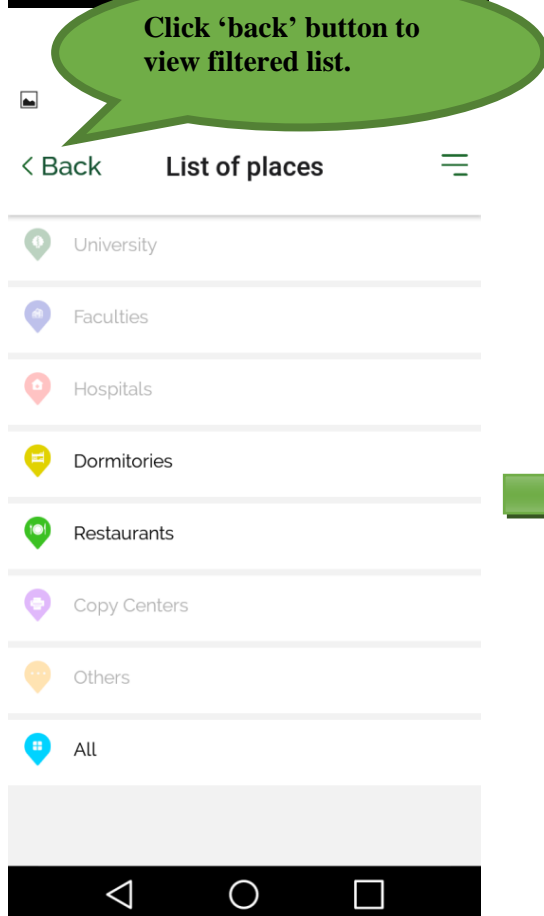 Click ‘back’ button to
view filtered list.
< Back List of places
University
Faculties
Hospitals
Dormitories
Restaurants
Copy Centers
Others
All